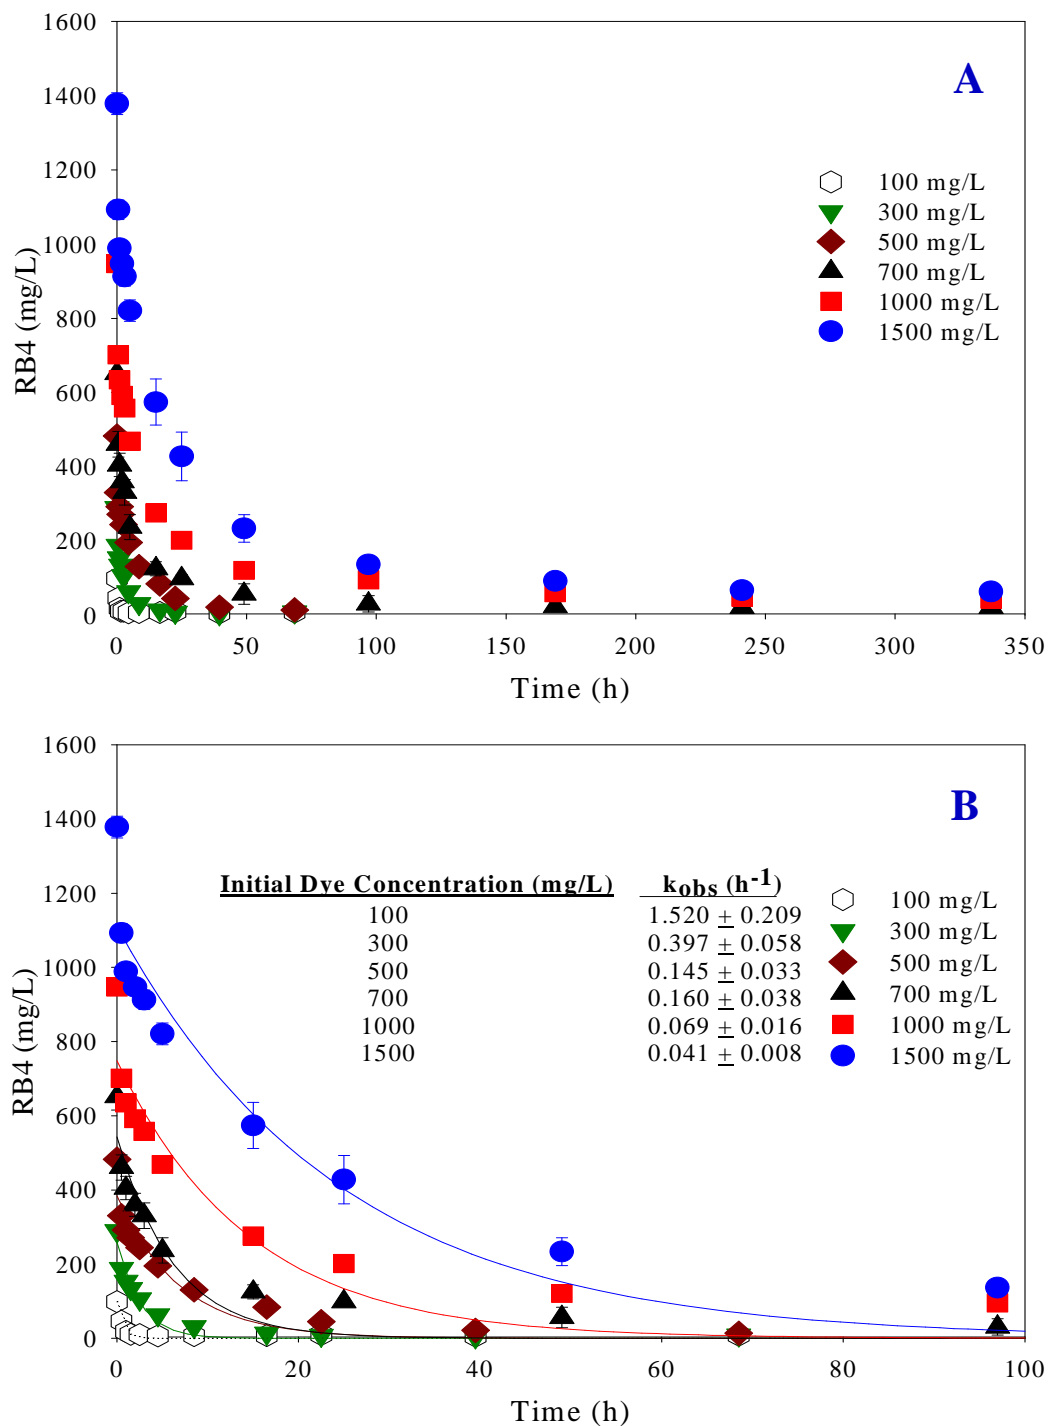 1600
A
1400
1200
1000
800
600
400
200
0
RB4 (mg/L)
100 mg/L
300 mg/L
500 mg/L
700 mg/L
1000 mg/L
1500 mg/L
0 50 100 150 200 250 300 350
Time (h)
1600
B
1400
1200
1000
800
600
400
200
0
RB4 (mg/L)
Initial Dye Concentration (mg/L) kobs (h-1)
100 1.520 ± 0.209
300 0.397 ± 0.058
500 0.145 ± 0.033
700 0.160 ± 0.038
1000 0.069 ± 0.016
1500 0.041 ± 0.008
100 mg/L
300 mg/L
500 mg/L
700 mg/L
1000 mg/L
1500 mg/L
0 20 40 60 80 100
Time (h)